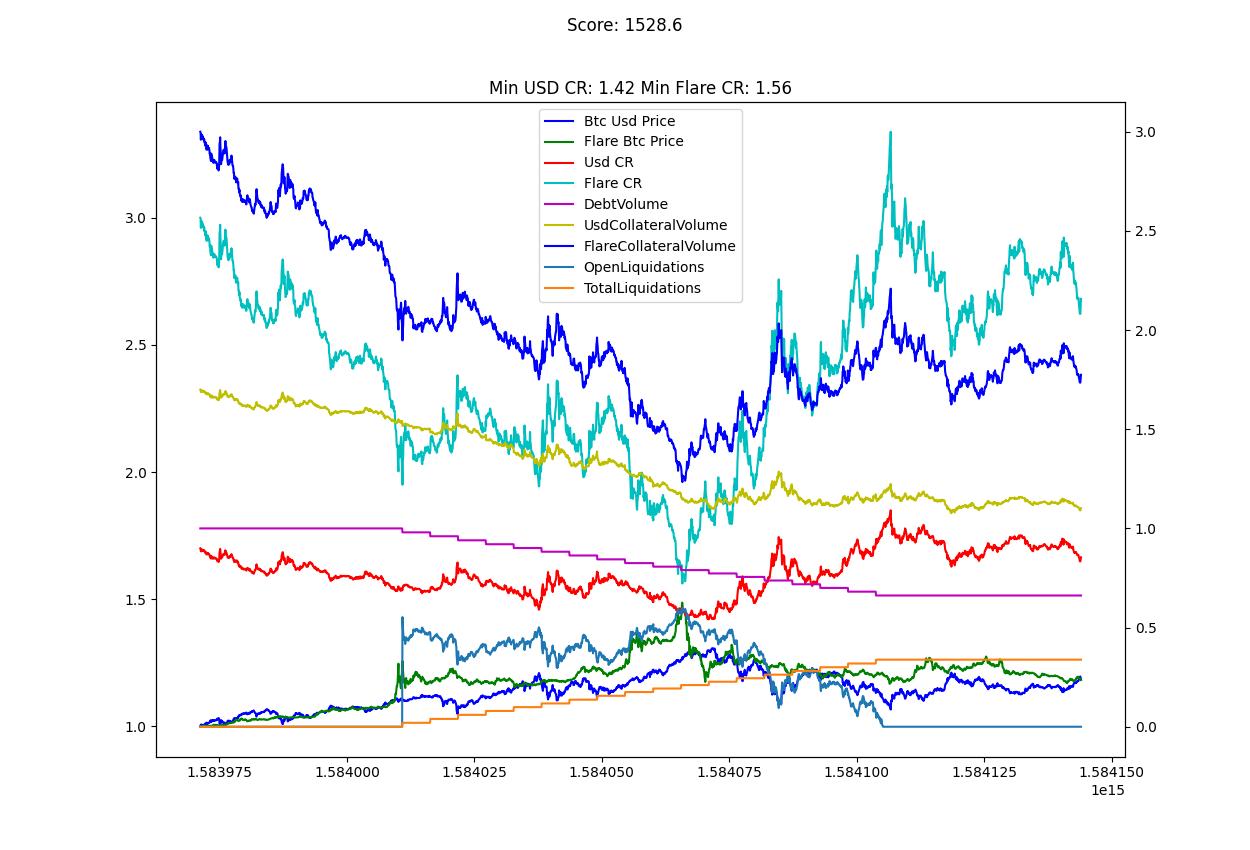 Score: 1528.6
Min USD CR: 1.42 Min Flare CR: 1.56
Btc Usd Price
Flare Btc Price
Usd CR
Flare CR
DebtVolume
UsdCollateralVolume
FlareCollateralVolume
OpenLiquidations
TotalLiquidations
3.0
2.5
2.0
1.5
1.0
3.0
2.5
2.0
1.5
1.0
0.5
0.0
1.583975 1.584000 1.584025 1.584050 1.584075 1.584100 1.584125 1.584150
1e15